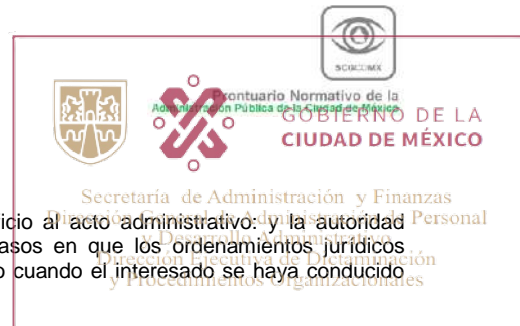 SCGCDMX
Prontuario Normativo de la
Administración Pública de la Ciudad de México
GOBIERNO DE LA
CIUDAD DE MÉXICO
Secretaría de Administración y Finanzas
Dirección General de Administración de Personal
y Desarrollo Administrativo
Dirección Ejecutiva de Dictaminación
y Procedimientos Organizacionales
icio al acto administrativo; y la autoridad
asos en que los ordenamientos jurídicos
o cuando el interesado se haya conducido